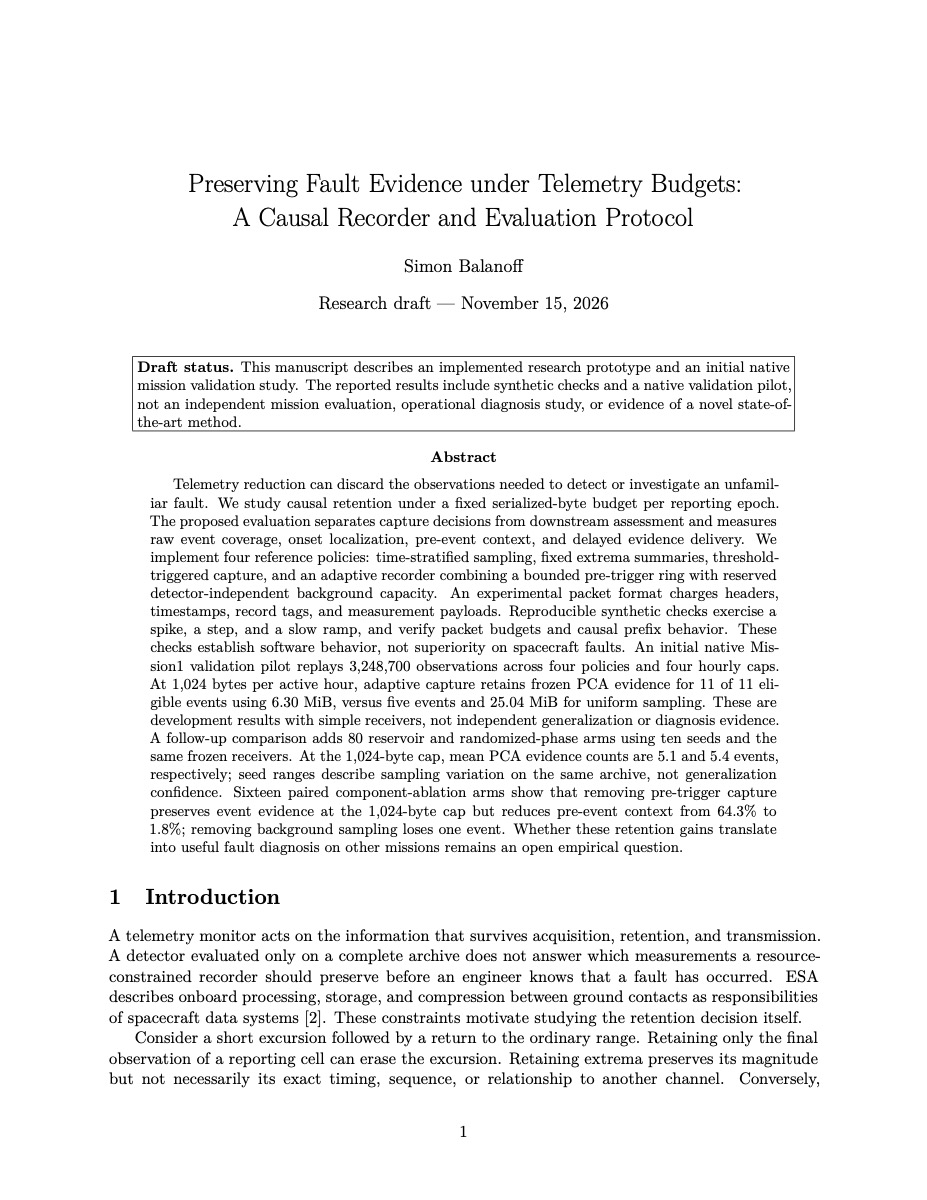 Preserving Fault Evidence under Telemetry Budgets:
A Causal Recorder and Evaluation Protocol
Simon Balanoff
Research draft — November 15, 2026
Draft status. This manuscript describes an implemented research prototype and an initial native
mission validation study. The reported results include synthetic checks and a native validation pilot,
not an independent mission evaluation, operational diagnosis study, or evidence of a novel state-of-
the-art method.
Abstract
Telemetry reduction can discard the observations needed to detect or investigate an unfamil-
iar fault. We study causal retention under a fixed serialized-byte budget per reporting epoch.
The proposed evaluation separates capture decisions from downstream assessment and measures
raw event coverage, onset localization, pre-event context, and delayed evidence delivery. We
implement four reference policies: time-stratified sampling, fixed extrema summaries, threshold-
triggered capture, and an adaptive recorder combining a bounded pre-trigger ring with reserved
detector-independent background capacity. An experimental packet format charges headers,
timestamps, record tags, and measurement payloads. Reproducible synthetic checks exercise a
spike, a step, and a slow ramp, and verify packet budgets and causal prefix behavior. These
checks establish software behavior, not superiority on spacecraft faults. An initial native Mis-
sion1 validation pilot replays 3,248,700 observations across four policies and four hourly caps.
At 1,024 bytes per active hour, adaptive capture retains frozen PCA evidence for 11 of 11 eli-
gible events using 6.30 MiB, versus five events and 25.04 MiB for uniform sampling. These are
development results with simple receivers, not independent generalization or diagnosis evidence.
A follow-up comparison adds 80 reservoir and randomized-phase arms using ten seeds and the
same frozen receivers. At the 1,024-byte cap, mean PCA evidence counts are 5.1 and 5.4 events,
respectively; seed ranges describe sampling variation on the same archive, not generalization
confidence. Sixteen paired component-ablation arms show that removing pre-trigger capture
preserves event evidence at the 1,024-byte cap but reduces pre-event context from 64.3% to
1.8%; removing background sampling loses one event. Whether these retention gains translate
into useful fault diagnosis on other missions remains an open empirical question.
1 Introduction
A telemetry monitor acts on the information that survives acquisition, retention, and transmission.
A detector evaluated only on a complete archive does not answer which measurements a resource-
constrained recorder should preserve before an engineer knows that a fault has occurred. ESA
describes onboard processing, storage, and compression between ground contacts as responsibilities
of spacecraft data systems [2]. These constraints motivate studying the retention decision itself.
Consider a short excursion followed by a return to the ordinary range. Retaining only the final
observation of a reporting cell can erase the excursion. Retaining extrema preserves its magnitude
but not necessarily its exact timing, sequence, or relationship to another channel. Conversely,
1